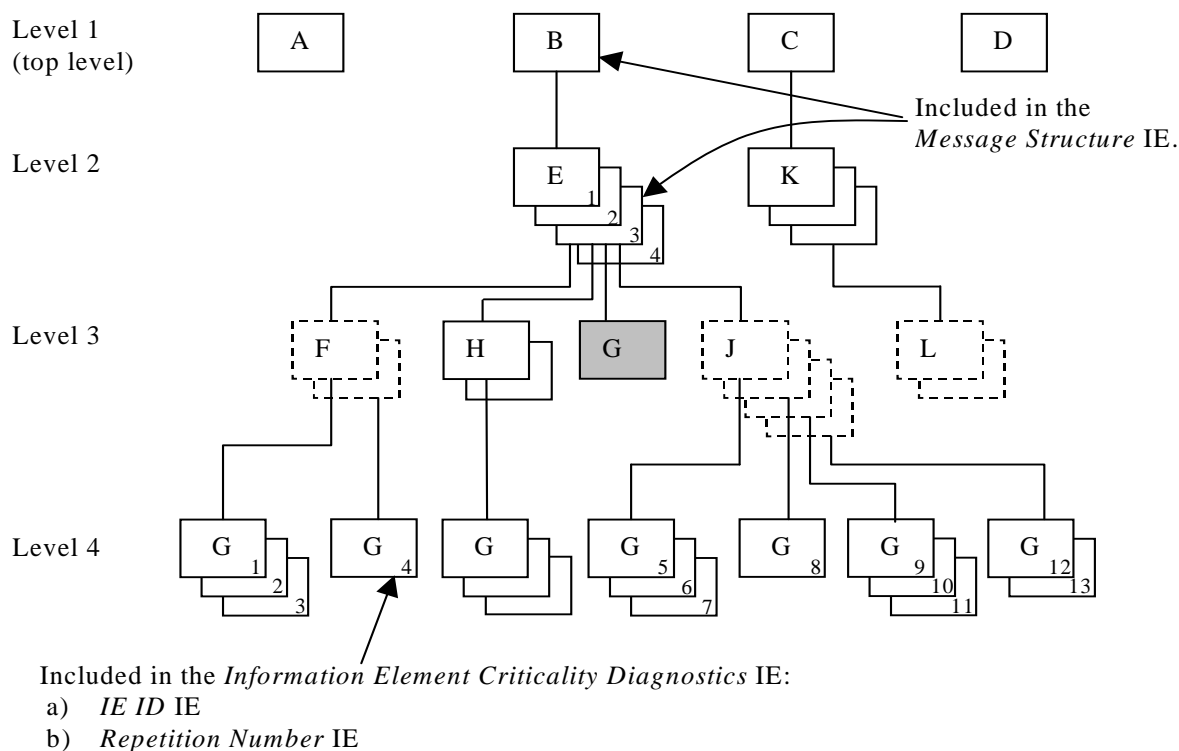 Level 1
(top level)
A
B
C
D
Included in the
Message Structure IE.
Level 2
E
1
2
3
4
K
Level 3
F
H
G
J
L
Level 4
G
1
2
3
G
4
G
G
5
6
7
G
8
G
9
10
11
G
12
13
Included in the Information Element Criticality Diagnostics IE:
a) IE ID IE
b) Repetition Number IE